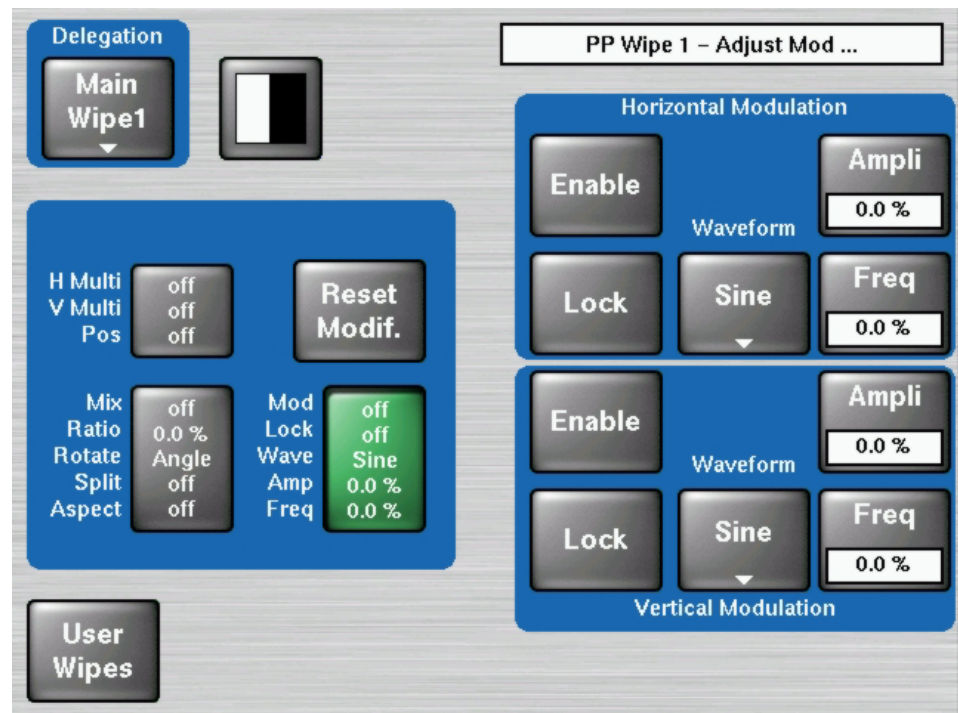 Delegation
Main
Wipe1
PP Wipe 1 – Adjust Mod ...
H Multi off
V Multi off
Pos off
Reset
Modif.
Mix off
Ratio 0.0 %
Rotate Angle
Split off
Aspect off
Mod off
Lock off
Wave Sine
Amp 0.0 %
Freq 0.0 %
User
Wipes
Horizontal Modulation
Enable
Waveform
Ampli
0.0 %
Lock
Sine
Freq
0.0 %
Enable
Waveform
Ampli
0.0 %
Lock
Sine
Freq
0.0 %
Vertical Modulation